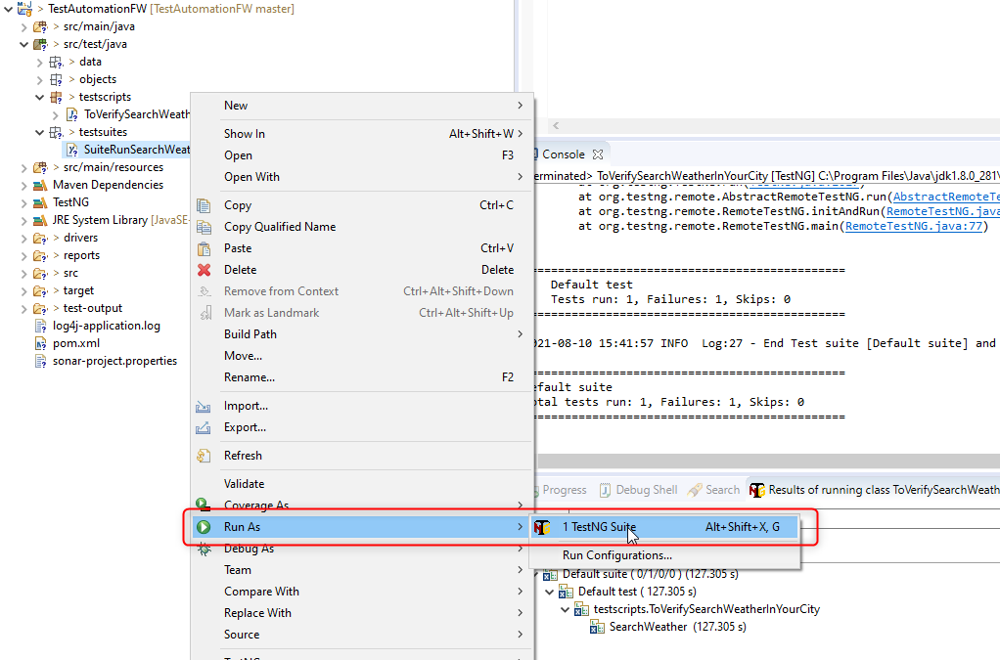 > TestAutomationFW [TestAutomationFW master]
> src/main/java
> src/test/java
> data
> objects
> testscripts
ToVerifySearchWeath
> testsuites
SuiteRunSearchWeat
> src/main/resources
Maven Dependencies
TestNG
JRE System Library [JavaSE-
> drivers
> reports
> src
> target
> test-output
log4j-application.log
pom.xml
sonar-project.properties
New
Show In Alt+Shift+W
Open F3
Open With
Copy Ctrl+C
Copy Qualified Name
Paste Ctrl+V
Delete Delete
Remove from Context Ctrl+Alt+Shift+Down
Mark as Landmark Ctrl+Alt+Shift+Up
Build Path
Move...
Rename... F2
Import...
Export...
Refresh
Validate
Coverage As
Run As
Debug As
Team
Compare With
Replace With
Source
1 TestNG Suite Alt+Shift+X, G
Run Configurations...
Console
erminated> ToVerifySearchWeatherInYourCity [TestNG] C:\Program Files\Java\jdk1.8.0_281\
at org.testng.remote.AbstractRemoteTestNG.run(AbstractRemoteTe
at org.testng.remote.RemoteTestNG.initAndRun(RemoteTestNG.java
at org.testng.remote.RemoteTestNG.main(RemoteTestNG.java:77)
===============================================
Default test
Tests run: 1, Failures: 1, Skips: 0
===============================================
021-08-10 15:41:57 INFO Log:27 - End Test suite [Default suite] and
===============================================
efault suite
otal tests run: 1, Failures: 1, Skips: 0
===============================================
Progress Debug Shell Search Results of running class ToVerifySearchWeath
Default suite ( 0/1/0/0 ) (127.305 s)
Default test ( 127.305 s)
testscripts.ToVerifySearchWeatherInYourCity
SearchWeather (127.305 s)